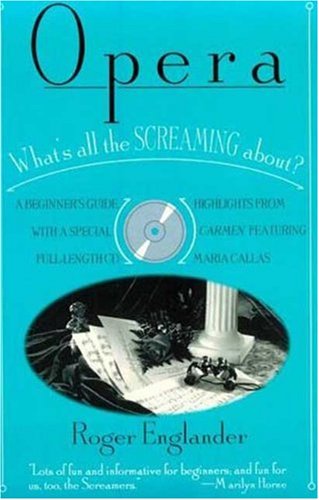 Opera
What's all the SCREAMING about?
A BEGINNER'S GUIDE
WITH A SPECIAL
FULL-LENGTH CD
HIGHLIGHTS FROM
CARMEN FEATURING
MARIA CALLAS
Roger Englander
"Lots of fun and informative for beginners; and fun for
us, too, the Screamers." —Marilyn Horne